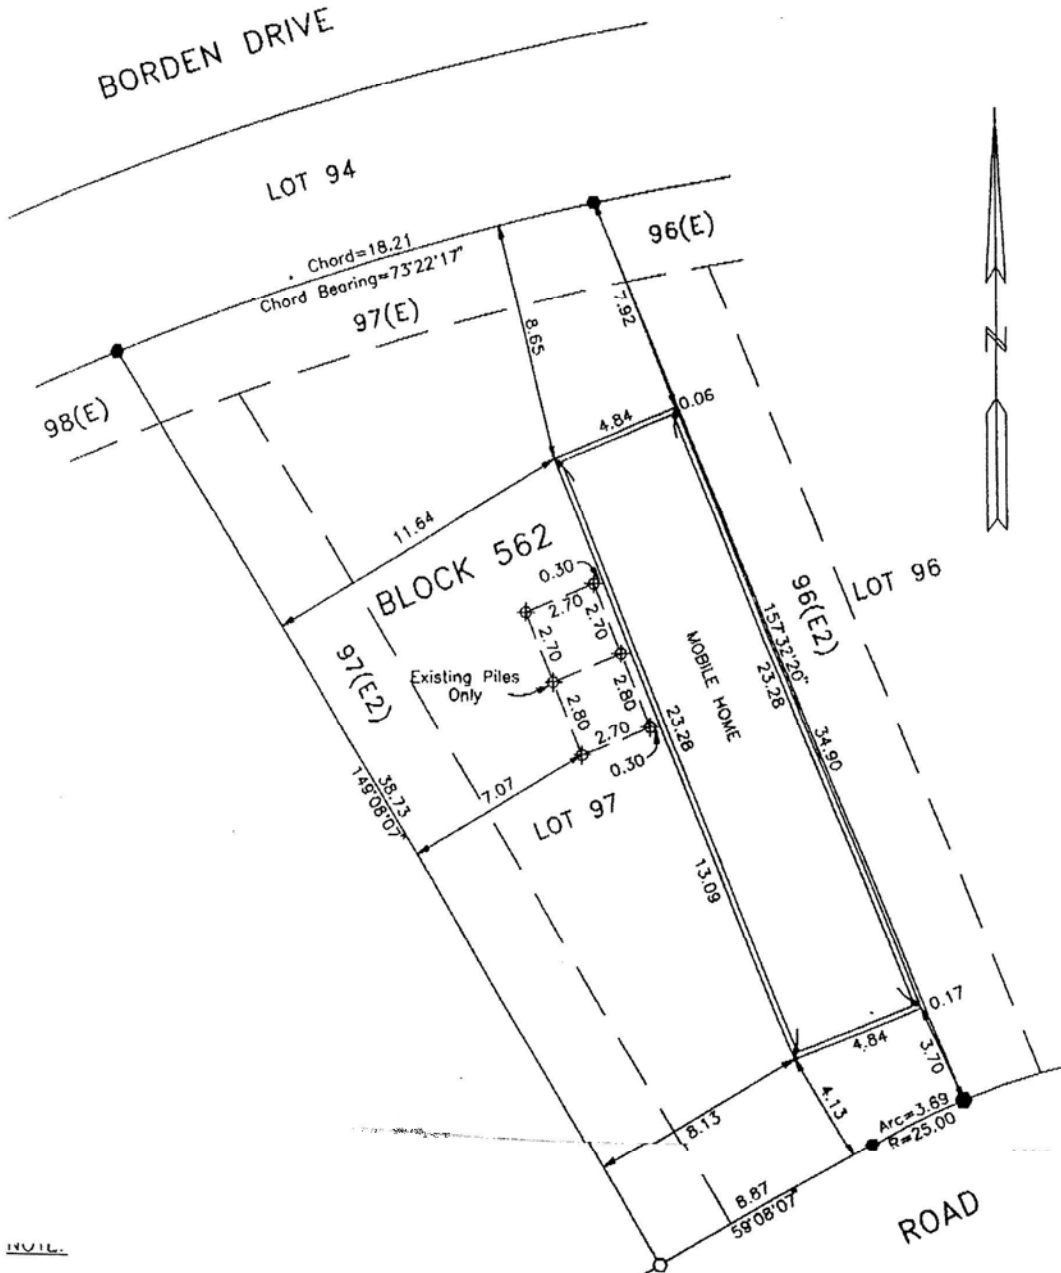 BORDEN DRIVE
LOT 94
96(E)
Chord=18.21
Chord Bearing=73°22'17"
97(E)
7.92
8.65
98(E)
0.06
4.84
11.64
BLOCK 562
0.30
2.70
2.70
2.70
96(E2)
LOT 96
157°32'20"
23.28
MOBILE HOME
97(E2)
Existing Piles
Only
2.80
2.80
23.28
2.70
0.30
34.90
38.73
149°08'07"
7.07
LOT 97
13.09
0.17
4.84
3.70
4.13
8.13
Arc=3.69
R=25.00
8.87
59°08'07"
ROAD
N
NOTE: